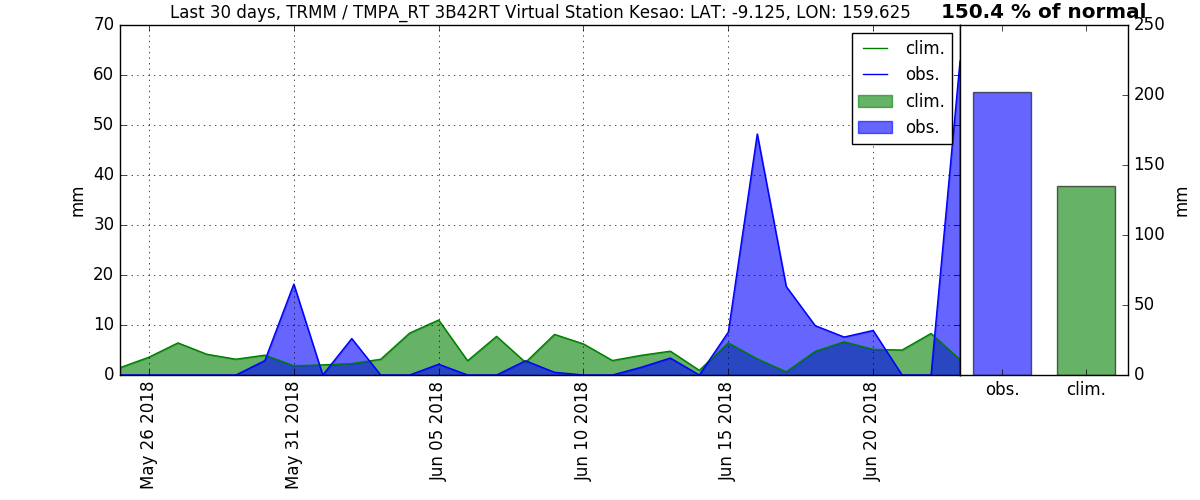 Last 30 days, TRMM / TMPA_RT 3B42RT Virtual Station Kesao: LAT: -9.125, LON: 159.625
150.4 % of normal
70
60
50
40
30
20
10
0
mm
clim.
obs.
clim.
obs.
250
200
150
100
50
0
mm
May 26 2018
May 31 2018
Jun 05 2018
Jun 10 2018
Jun 15 2018
Jun 20 2018
obs.
clim.